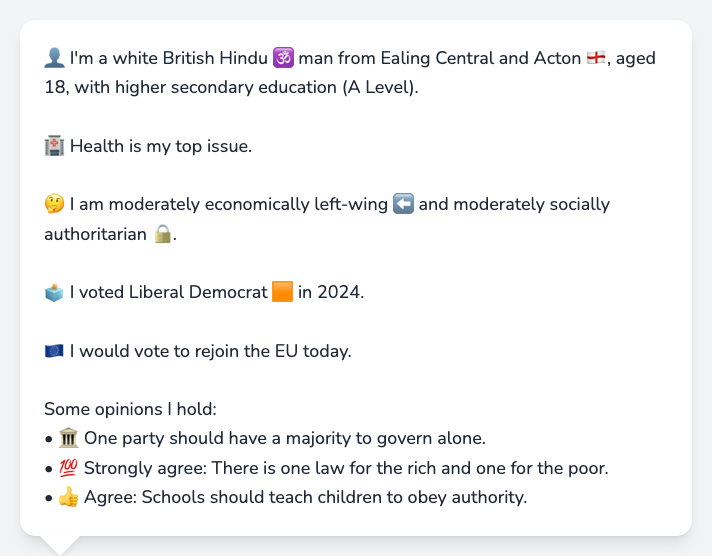 👤 I'm a white British Hindu 🕉️ man from Ealing Central and Acton 🏴󠁧󠁢󠁥󠁮󠁧󠁿, aged
18, with higher secondary education (A Level).
🏥 Health is my top issue.
🤔 I am moderately economically left-wing ⬅️ and moderately socially
authoritarian 🔒.
🗳️ I voted Liberal Democrat 🟧 in 2024.
🇪🇺 I would vote to rejoin the EU today.
Some opinions I hold:
• 🏛️ One party should have a majority to govern alone.
• 💯 Strongly agree: There is one law for the rich and one for the poor.
• 👍 Agree: Schools should teach children to obey authority.